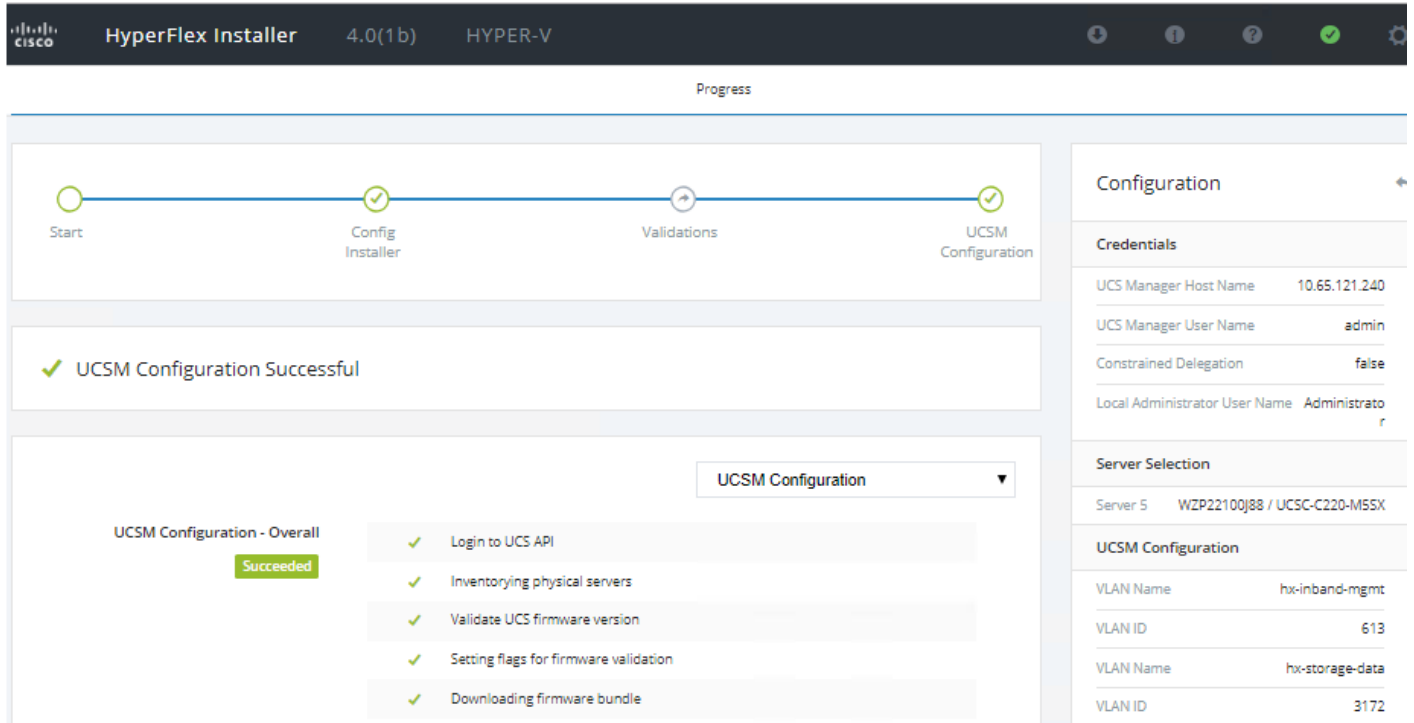 cisco HyperFlex Installer 4.0(1b) HYPER-V
Progress
Start
Config
Installer
Validations
UCSM
Configuration
UCSM Configuration Successful
UCSM Configuration
UCSM Configuration - Overall
Succeeded
Login to UCS API
Inventorying physical servers
Validate UCS firmware version
Setting flags for firmware validation
Downloading firmware bundle
Configuration
Credentials
UCS Manager Host Name 10.65.121.240
UCS Manager User Name admin
Constrained Delegation false
Local Administrator User Name Administrato
r
Server Selection
Server 5 WZP22100J88 / UCSC-C220-M5SX
UCSM Configuration
VLAN Name hx-inband-mgmt
VLAN ID 613
VLAN Name hx-storage-data
VLAN ID 3172